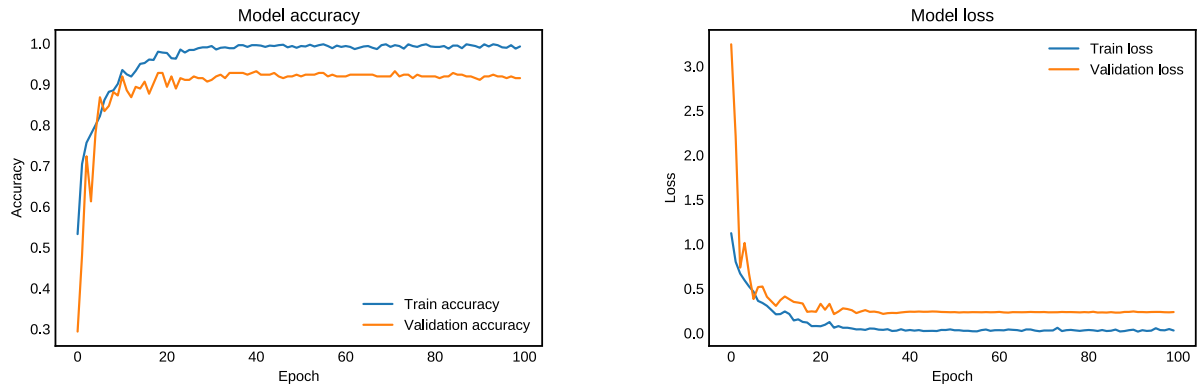 Model accuracy
1.0
0.9
0.8
0.7
0.6
0.5
0.4
0.3
Accuracy
Train accuracy
Validation accuracy
0 20 40 60 80 100
Epoch
Model loss
3.0
2.5
2.0
1.5
1.0
0.5
0.0
Loss
Train loss
Validation loss
0 20 40 60 80 100
Epoch